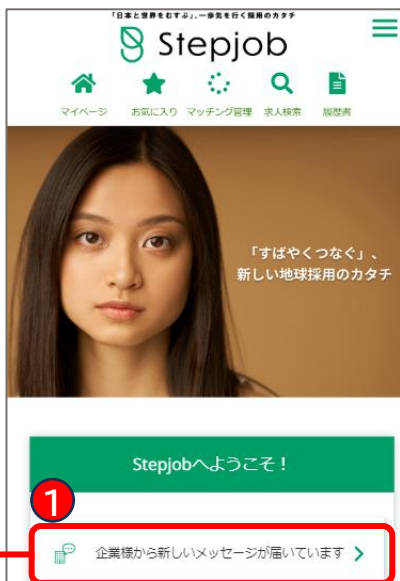 「日本と世界をむすぶ」、一歩先を行く採用のカタチ
Stepjob
マイページ お気に入り マッチング管理 求人検索 履歴書
「すばやくつなぐ」、
新しい地球採用のカタチ
Stepjobへようこそ！
1
企業様から新しいメッセージが届いています